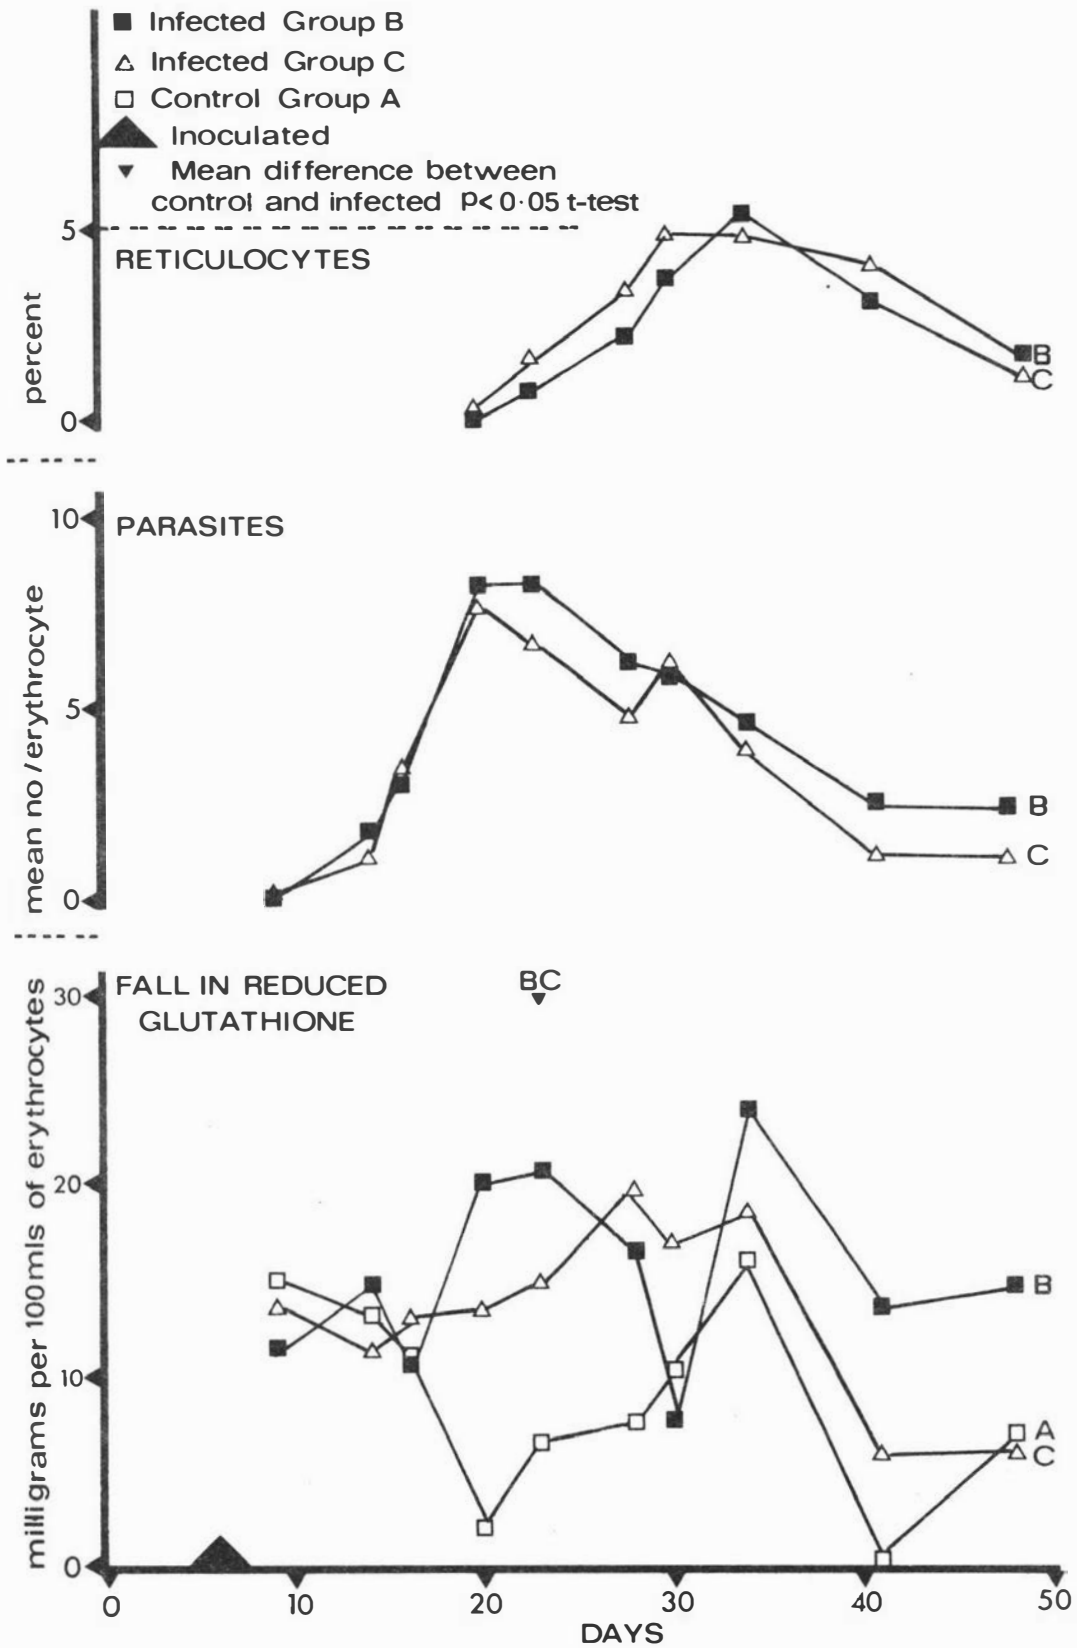 Infected Group B
Infected Group C
Control Group A
Inoculated
Mean difference between
control and infected P<0·05 t-test
5
RETICULOCYTES
percent
B
C
0
10
PARASITES
mean no/erythrocyte
5
B
C
0
30
FALL IN REDUCED
GLUTATHIONE
BC
milligrams per 100mls of erythrocytes
20
B
10
A
C
0
0 10 20 30 40 50
DAYS